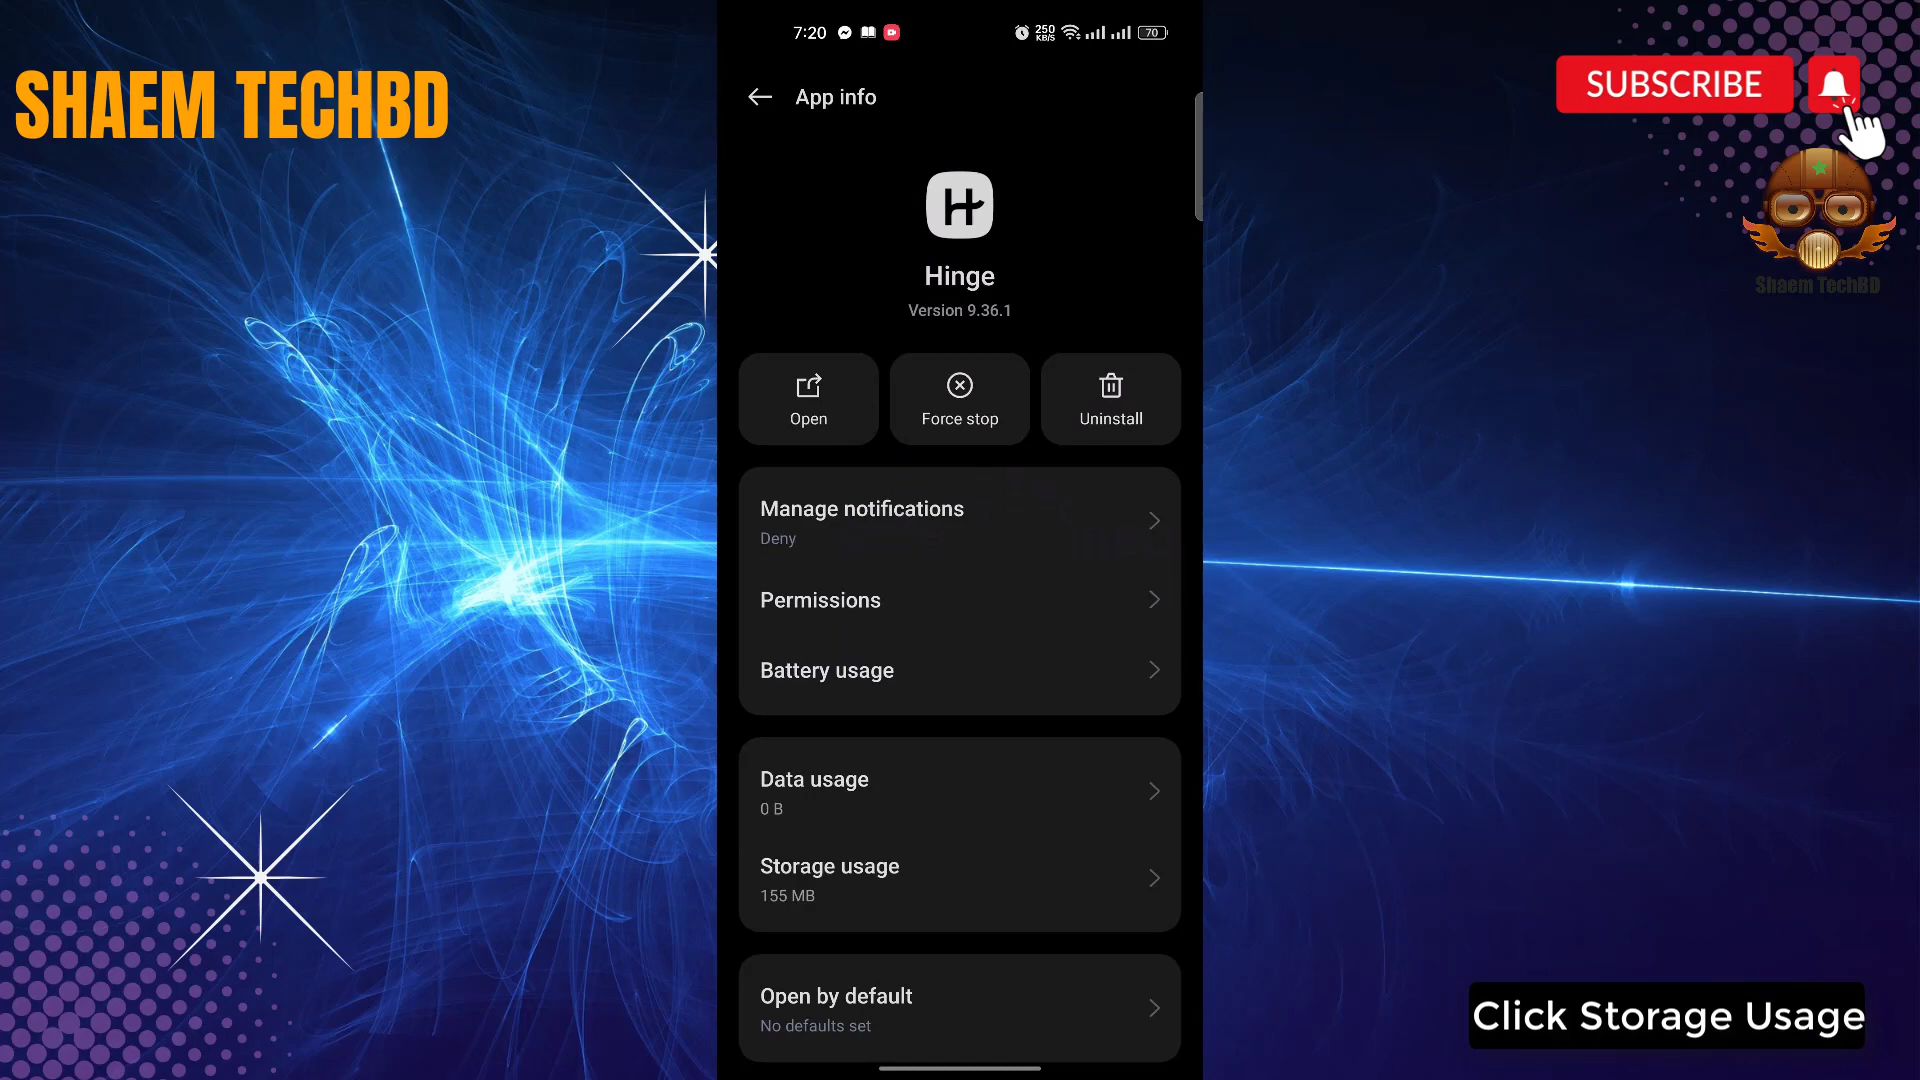 SHAEM TECHBD
7:20
250
KB/S
70
App info
Hinge
Version 9.36.1
Open
Force stop
Uninstall
Manage notifications
Deny
Permissions
Battery usage
Data usage
0 B
Storage usage
155 MB
Open by default
No defaults set
SUBSCRIBE
Shaem TechBD
Click Storage Usage